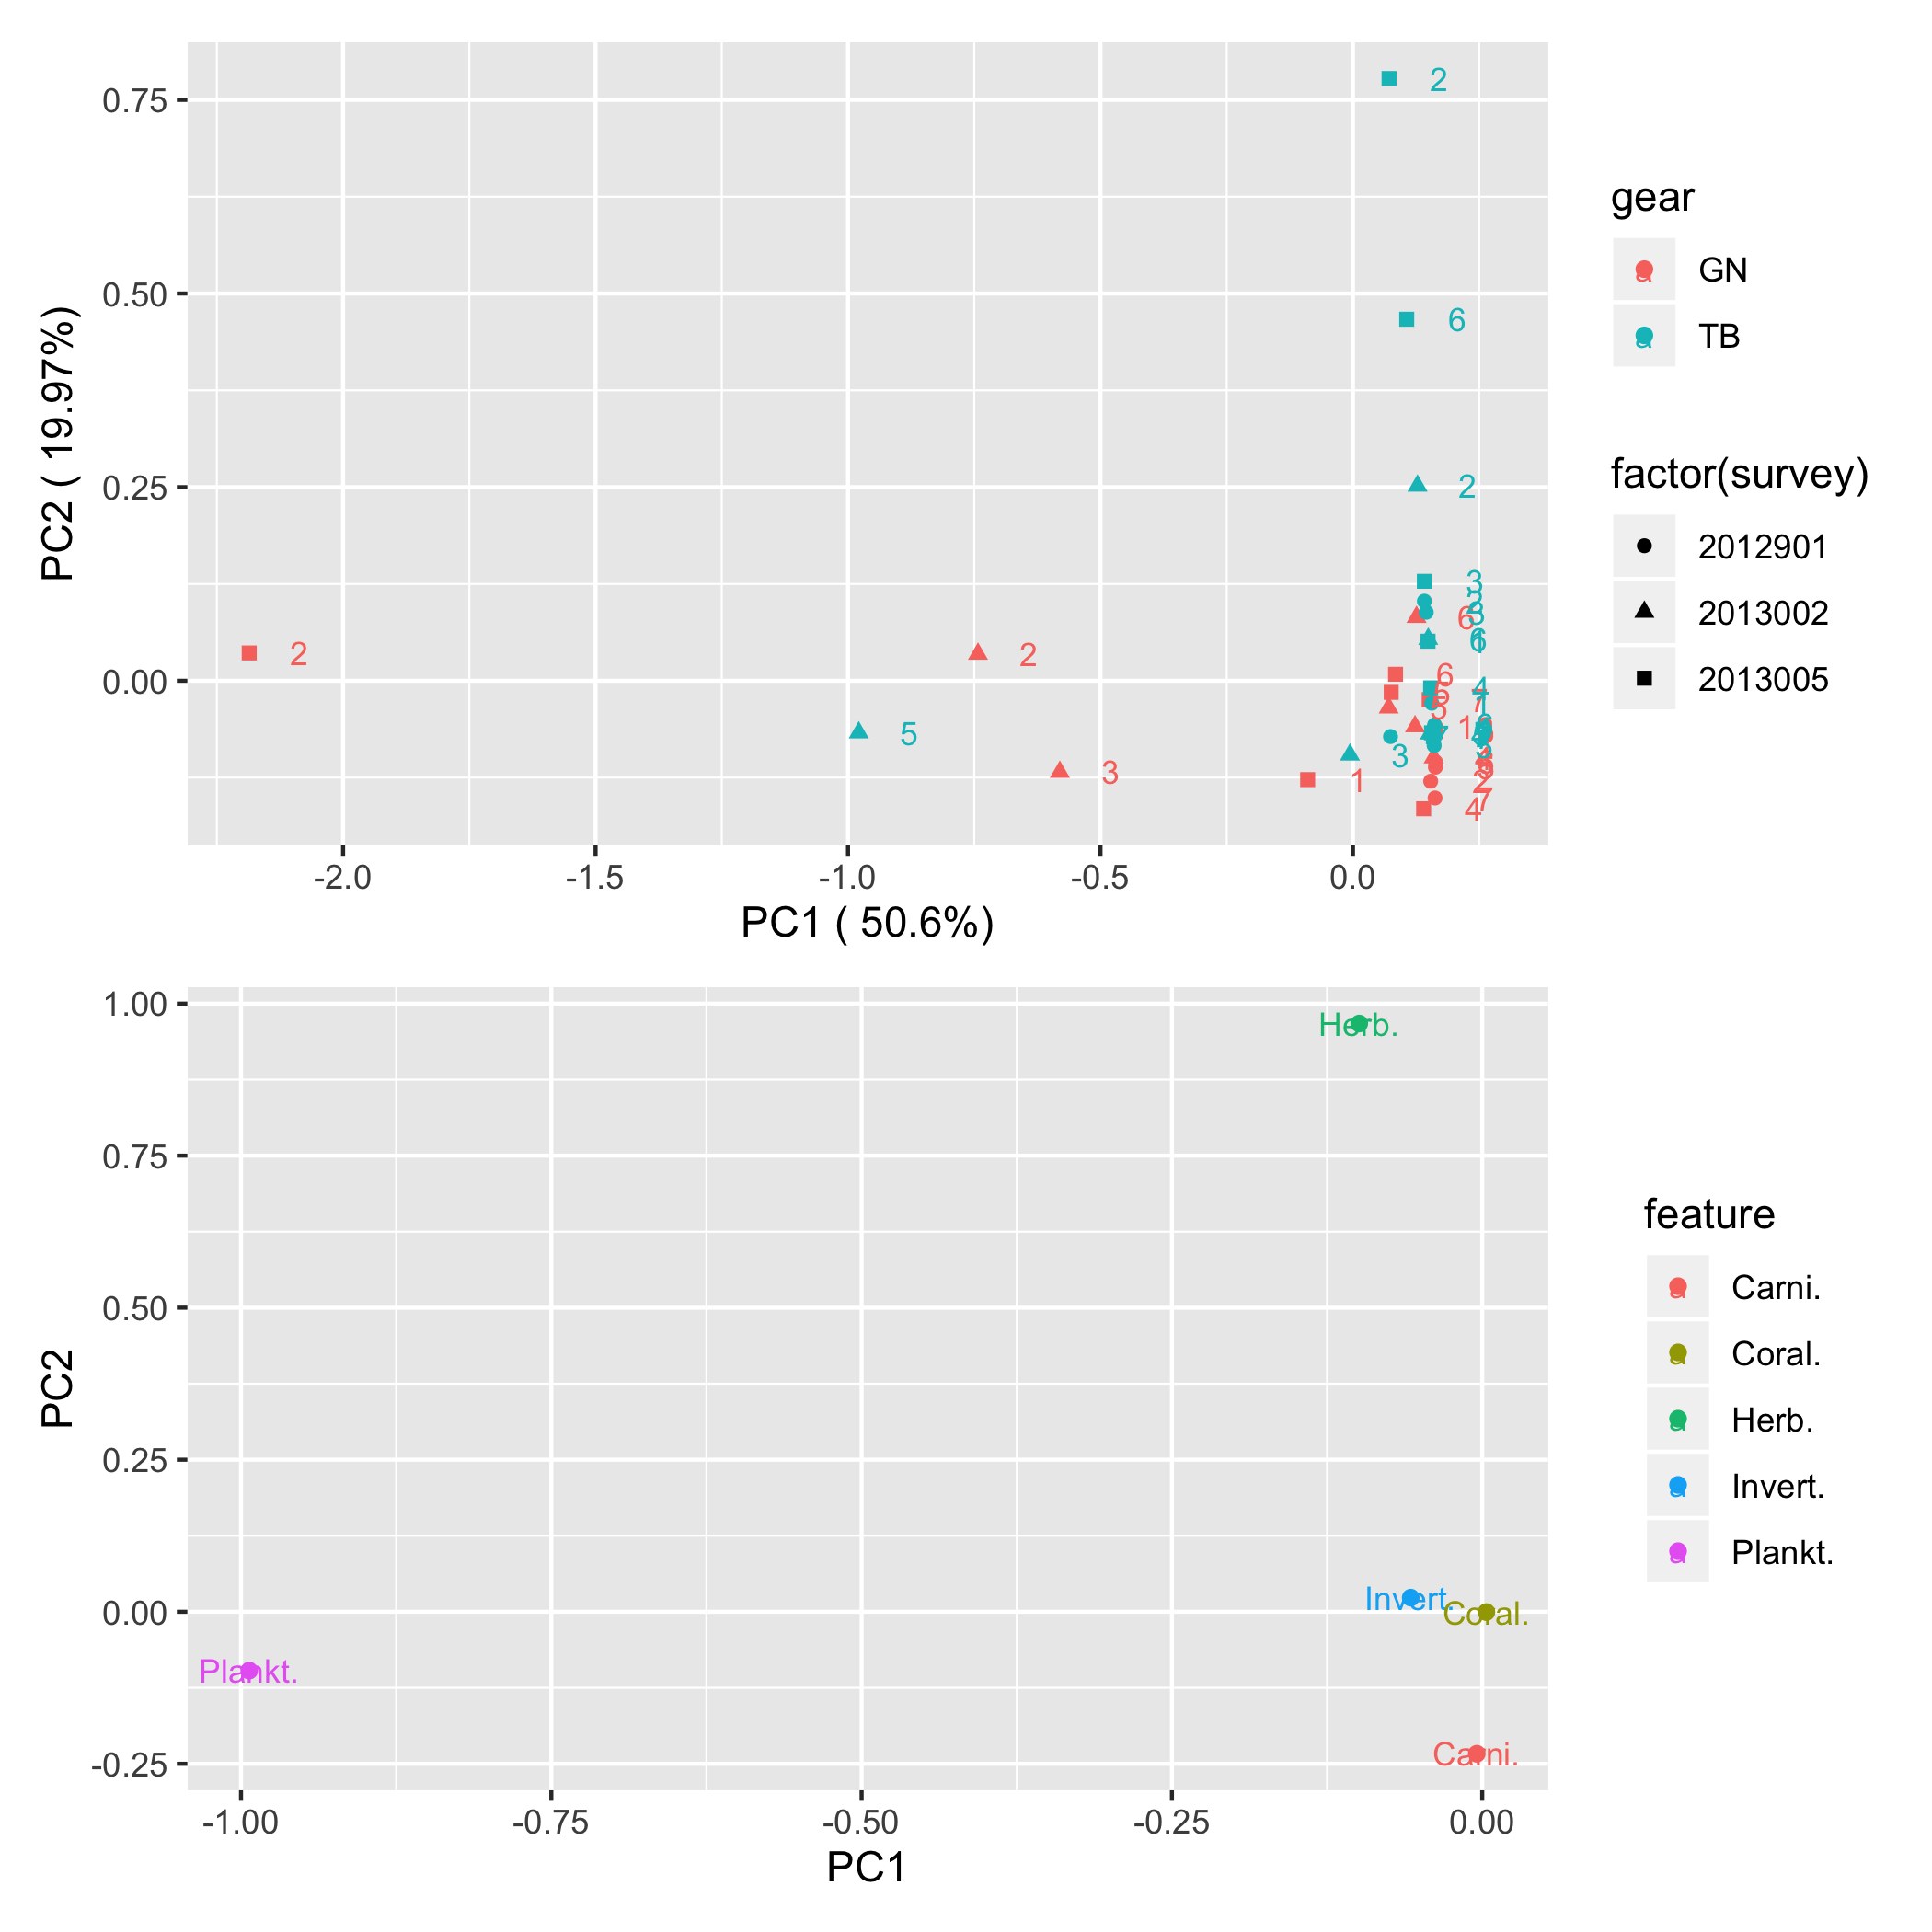 0.75
0.50
0.25
0.00
PC2 ( 19.97%)
2
6
2
3
6
2
2
5
3
3
1
4
7
-2.0
-1.5
-1.0
-0.5
0.0
PC1 ( 50.6%)
gear
GN
TB
factor(survey)
2012901
2013002
2013005
1.00
0.75
0.50
0.25
0.00
-0.25
PC2
Herb.
Invert.
Coral.
Plankt.
Carni.
-1.00
-0.75
-0.50
-0.25
0.00
PC1
feature
Carni.
Coral.
Herb.
Invert.
Plankt.